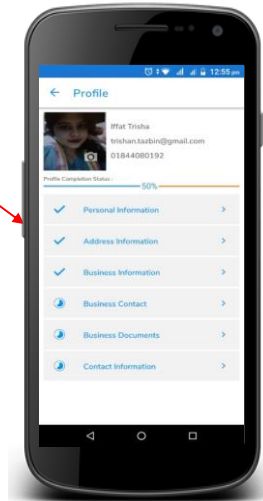 12:55 pm
Profile
Iffat Trisha
trishan.tazbin@gmail.com
01844080192
Profile Completion Status :
50%
Personal Information
Address Information
Business Information
Business Contact
Business Documents
Contact Information